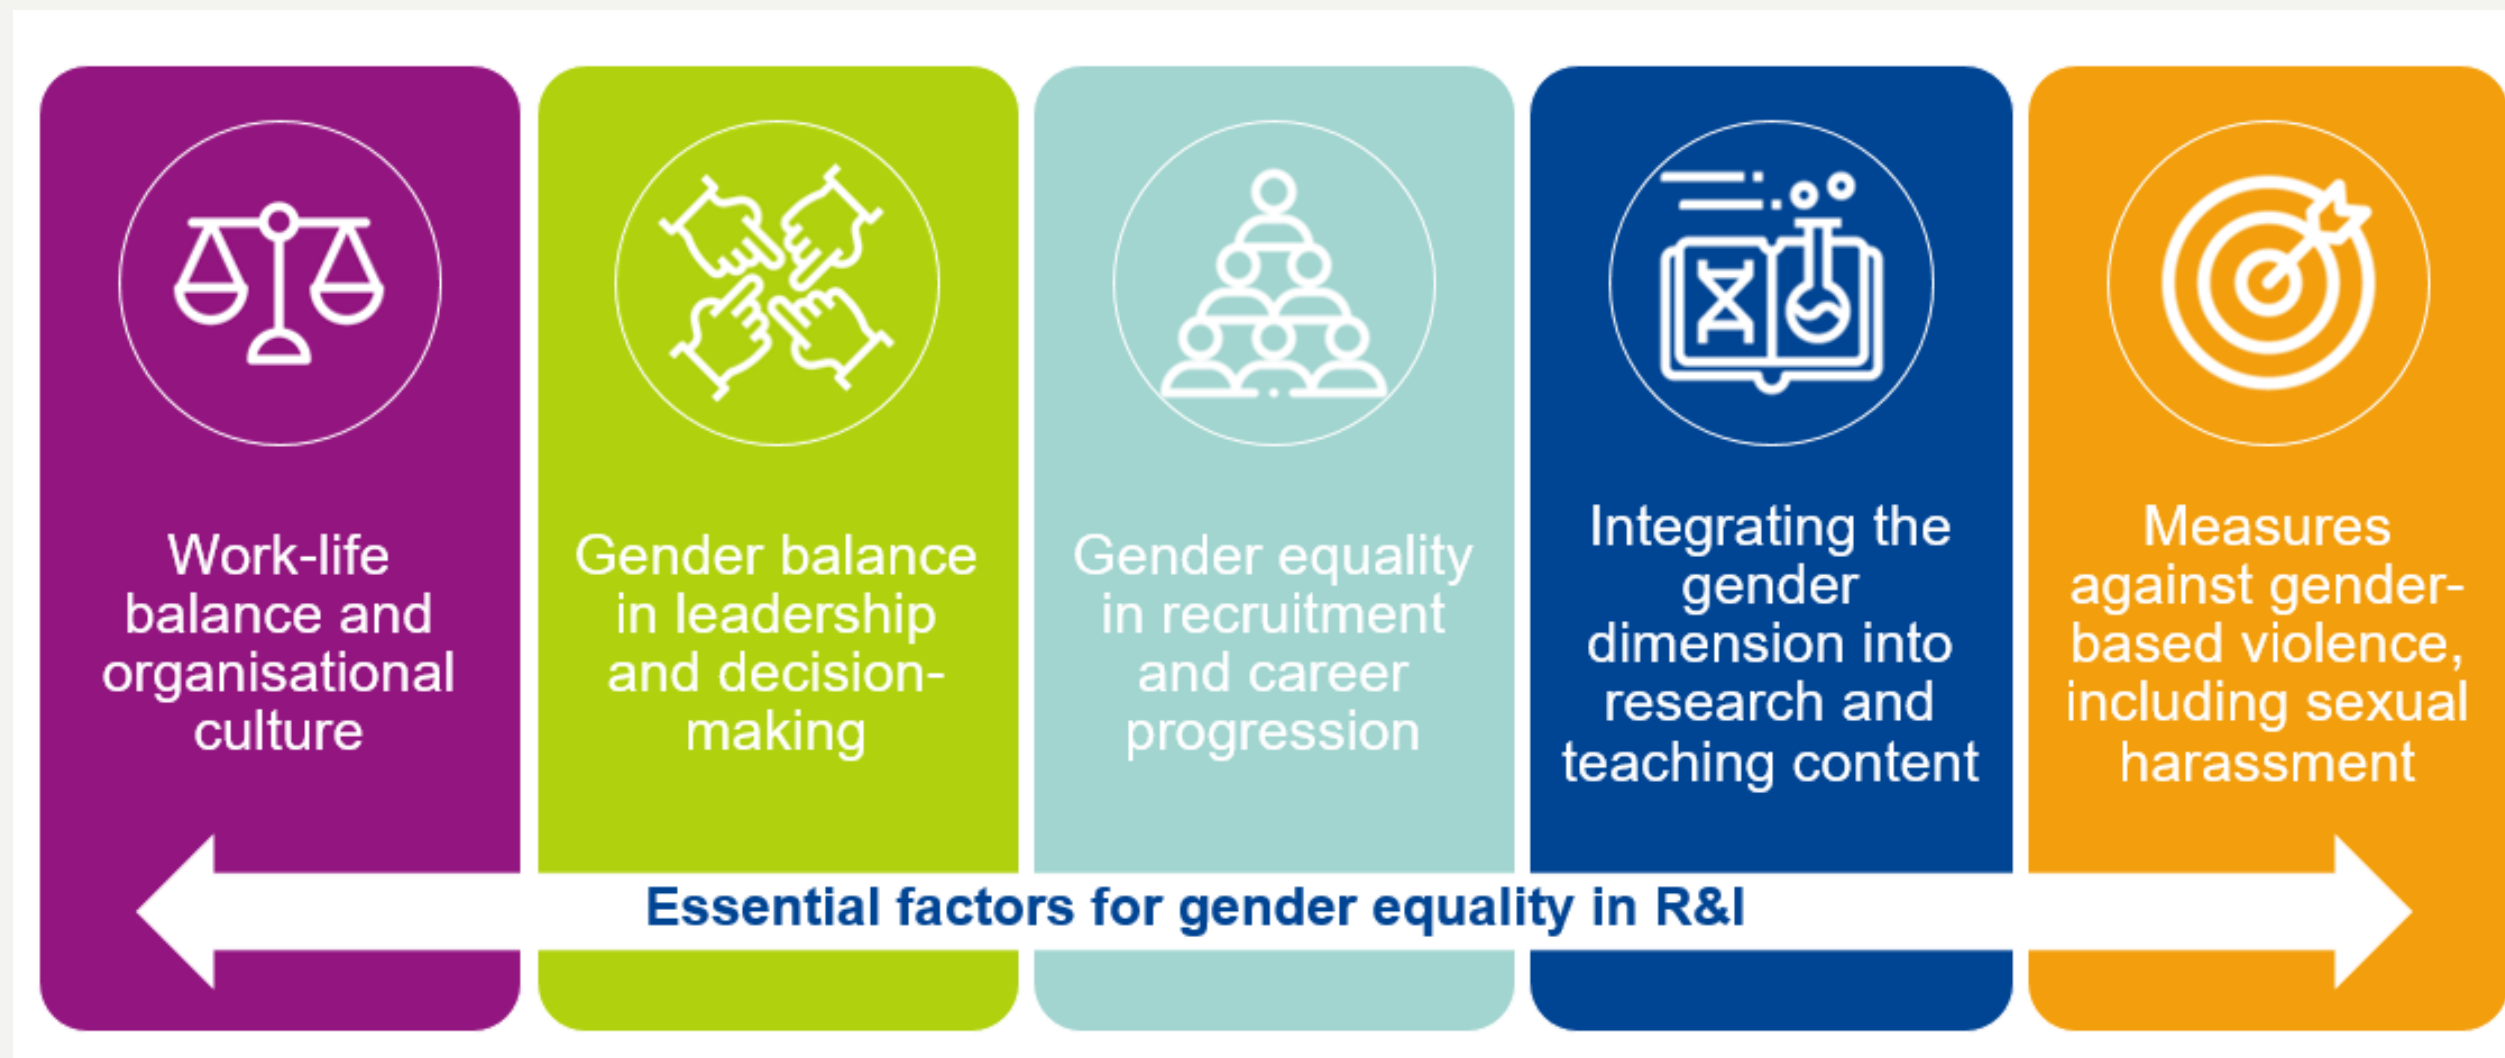 Work-life
balance and
organisational
culture
Gender balance
in leadership
and decision-
making
Gender equality
in recruitment
and career
progression
Integrating the
gender
dimension into
research and
teaching content
Measures
against gender-
based violence,
including sexual
harassment
Essential factors for gender equality in R&I